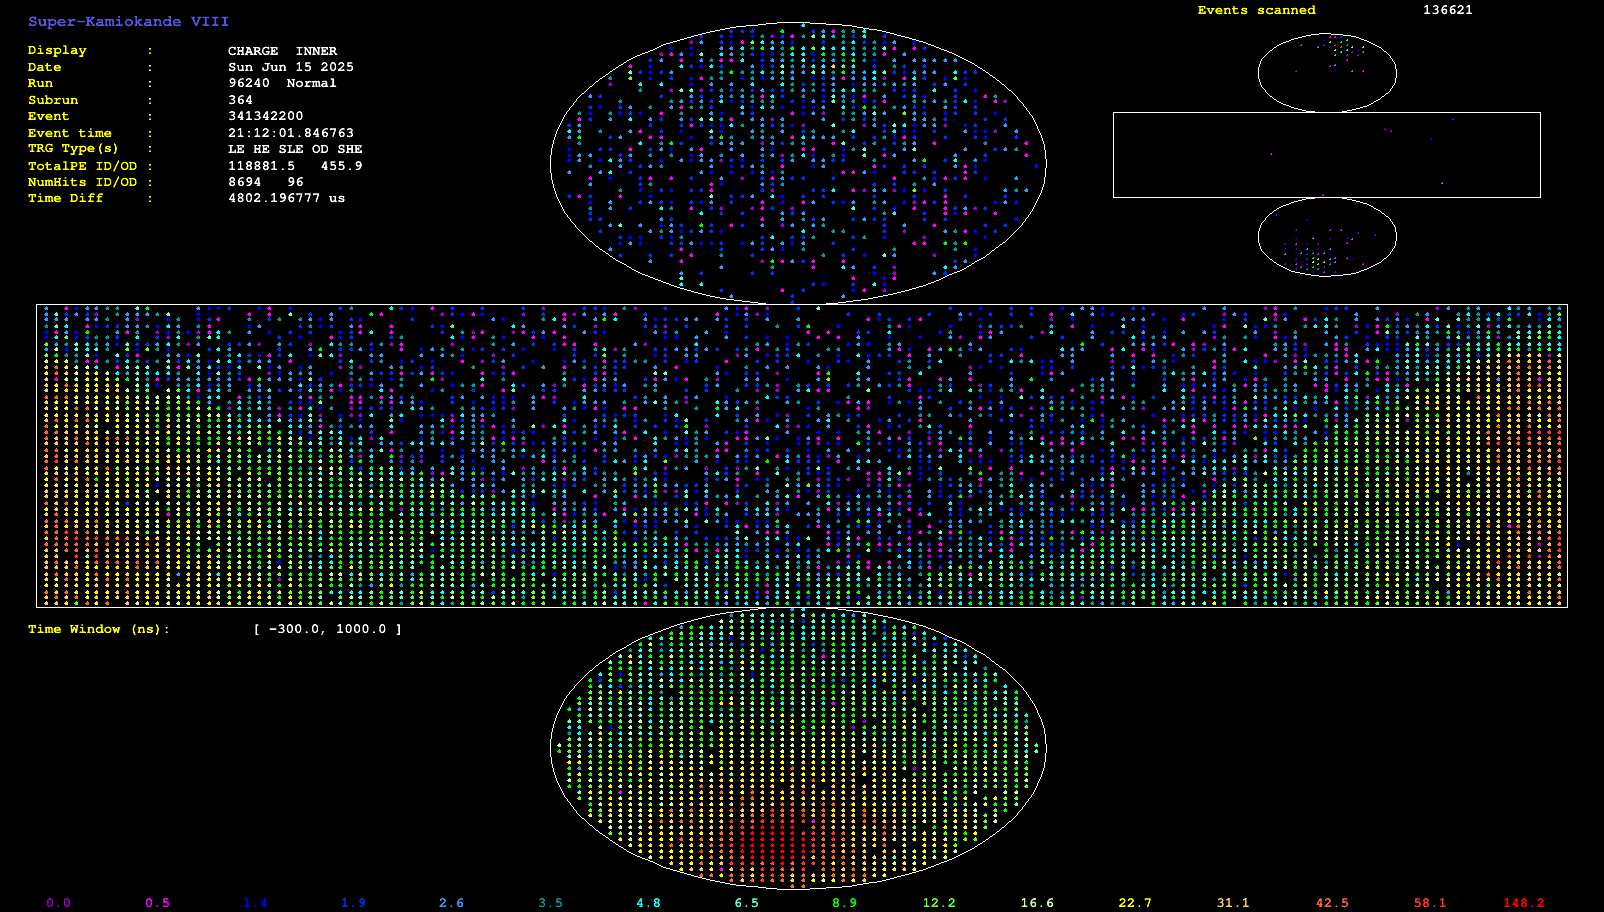 Super-Kamiokande VIII
Events scanned 136621
Display : CHARGE INNER
Date : Sun Jun 15 2025
Run : 96240 Normal
Subrun : 364
Event : 341342200
Event time : 21:12:01.846763
TRG Type(s) : LE HE SLE OD SHE
TotalPE ID/OD : 118881.5 455.9
NumHits ID/OD : 8694 96
Time Diff : 4802.196777 us
Time Window (ns): [ -300.0, 1000.0 ]
0.0 0.5 1.4 1.9 2.6 3.5 4.8 6.5 8.9 12.2 16.6 22.7 31.1 42.5 58.1 148.2